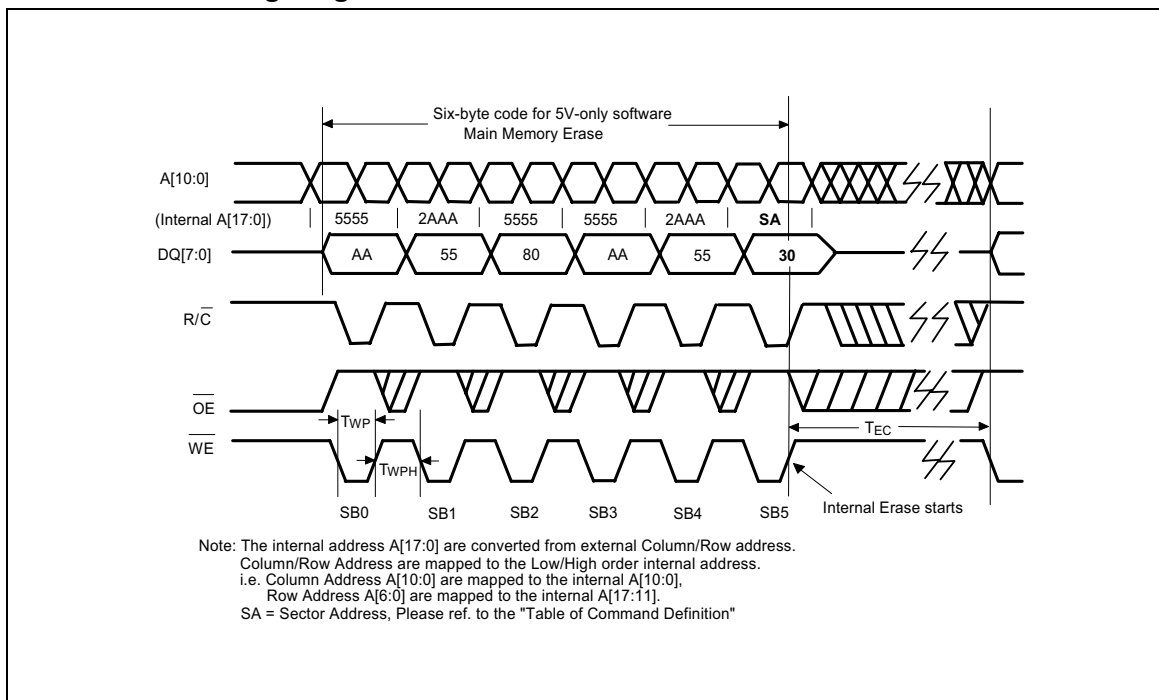 Six-byte code for 5V-only software
Main Memory Erase
A[10:0]
(Internal A[17:0]) 5555 2AAA 5555 5555 2AAA SA
DQ[7:0] AA 55 80 AA 55 30
R/C̅
O̅E̅
TWP
TEC
W̅E̅
TWPH
Internal Erase starts
SB0 SB1 SB2 SB3 SB4 SB5
Note: The internal address A[17:0] are converted from external Column/Row address.
Column/Row Address are mapped to the Low/High order internal address.
i.e. Column Address A[10:0] are mapped to the internal A[10:0],
Row Address A[6:0] are mapped to the internal A[17:11].
SA = Sector Address, Please ref. to the "Table of Command Definition"